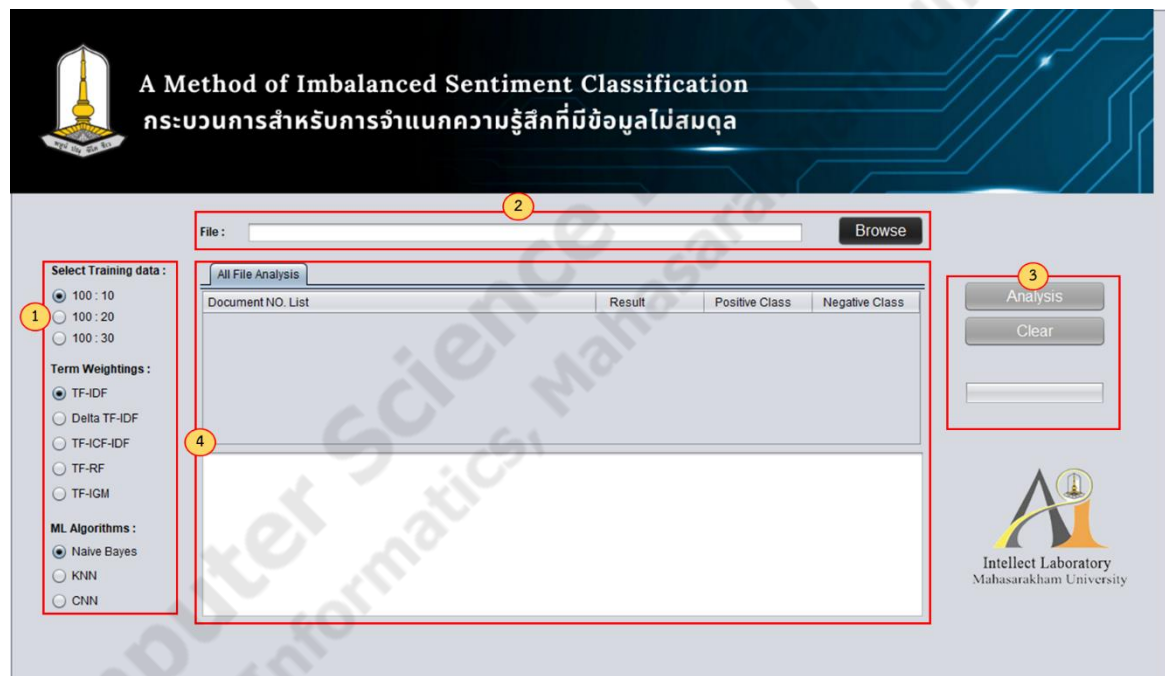 A Method of Imbalanced Sentiment Classification
กระบวนการสำหรับการจำแนกความรู้สึกที่มีข้อมูลไม่สมดุล
2
File :
Browse
Select Training data :
100 : 10
1
100 : 20
100 : 30
Term Weightings :
TF-IDF
Delta TF-IDF
TF-ICF-IDF
TF-RF
TF-IGM
ML Algorithms :
Naive Bayes
KNN
CNN
All File Analysis
Document NO. List Result Positive Class Negative Class
4
3
Analysis
Clear
Intellect Laboratory
Mahasarakham University